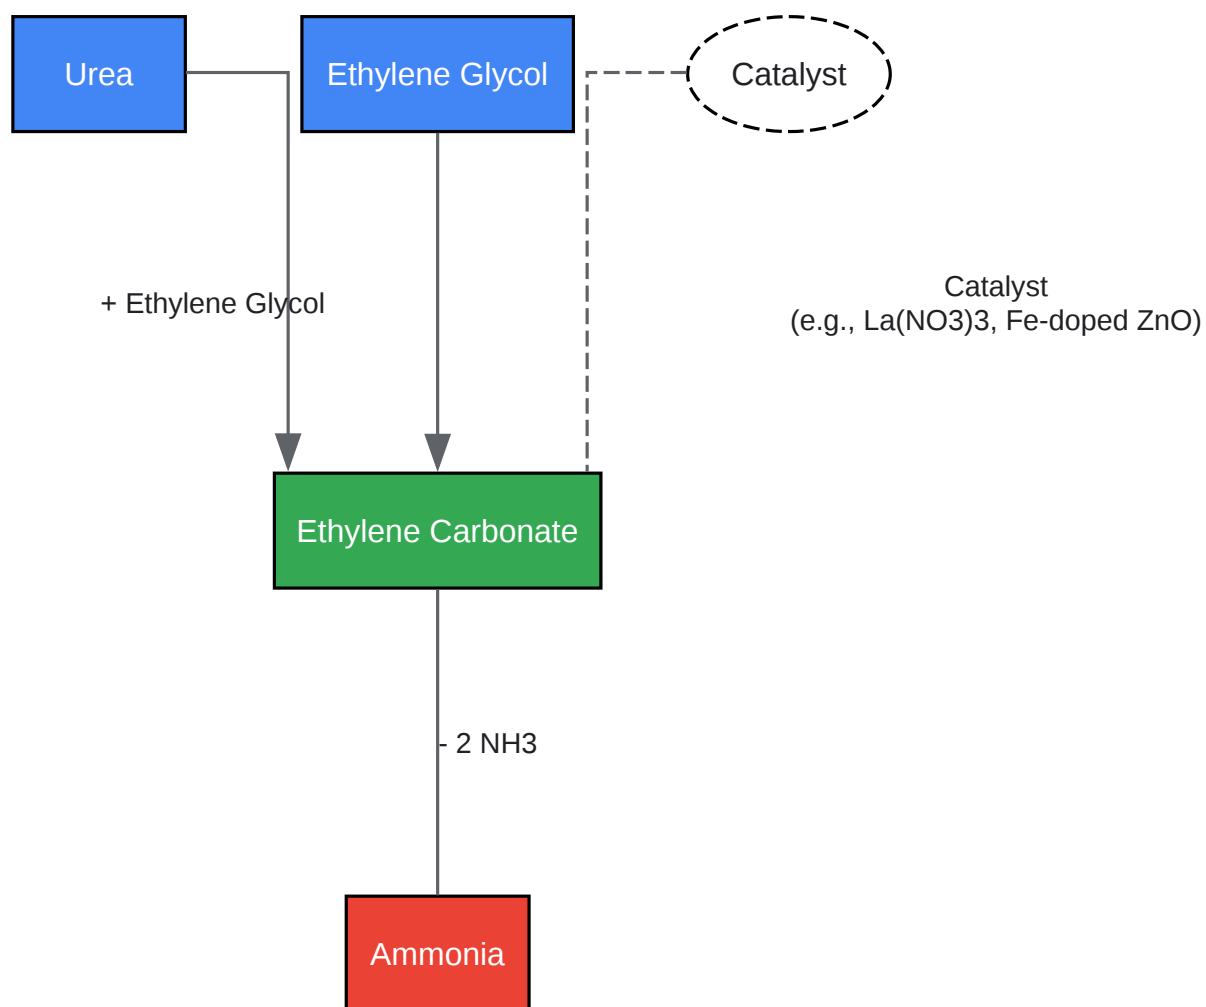 Urea
Ethylene Glycol
Catalyst
+ Ethylene Glycol
Catalyst
(e.g., La(NO3)3, Fe-doped ZnO)
Ethylene Carbonate
- 2 NH3
Ammonia